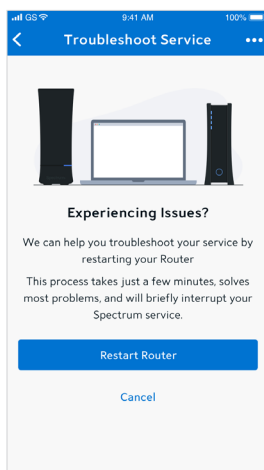 GS 9:41 AM 100%
Troubleshoot Service
Experiencing Issues?
We can help you troubleshoot your service by
restarting your Router
This process takes just a few minutes, solves
most problems, and will briefly interrupt your
Spectrum service.
Restart Router
Cancel